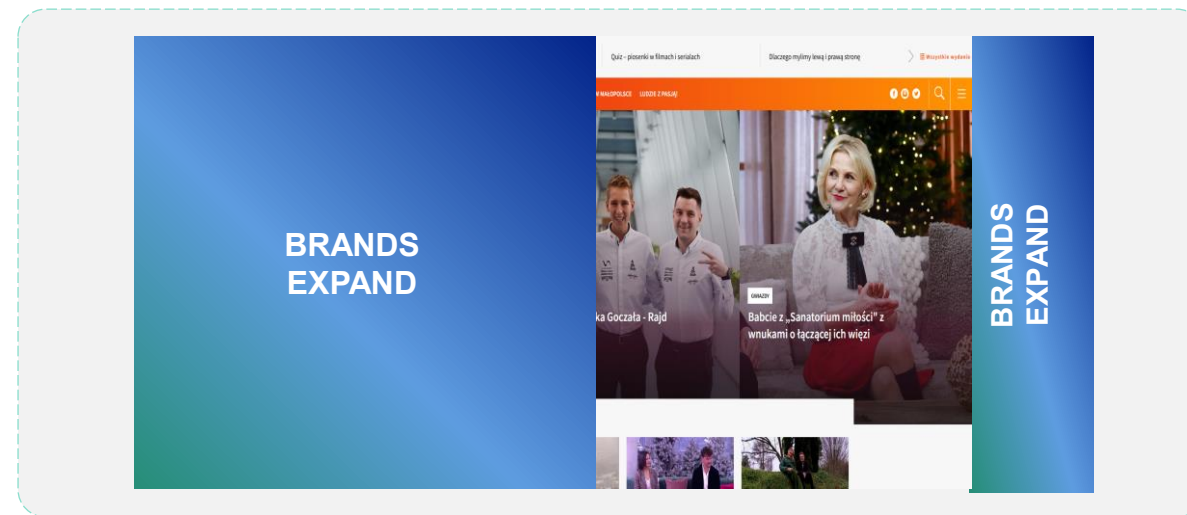 Quiz – piosenki w filmach i serialach
Dlaczego mylimy lewą i prawą stronę
Wszystkie wydania
W MAŁOPOLSCE LUDZIE Z PASJĄ
BRANDS
EXPAND
GWIAZDY
ka Goczała - Rajd
Babcie z „Sanatorium miłości” z
wnukami o łączącej ich więzi
BRANDS
EXPAND